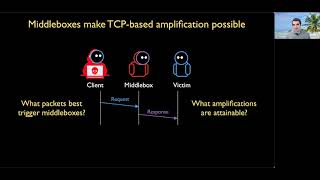 Middleboxes make TCP-based amplification possible
Client
Middlebox
Victim
What packets best
trigger middleboxes?
Request
Response
What amplifications
are attainable?